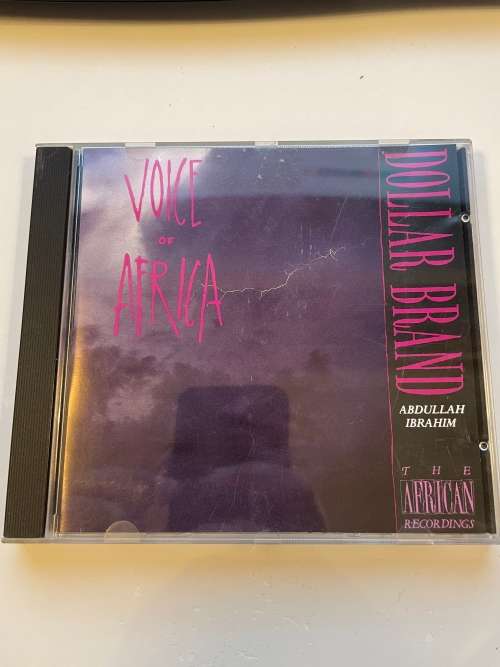 VOICE
OF
AFRICA
DOLLAR BRAND
ABDULLAH
IBRAHIM
THE
AFRICAN
RECORDINGS